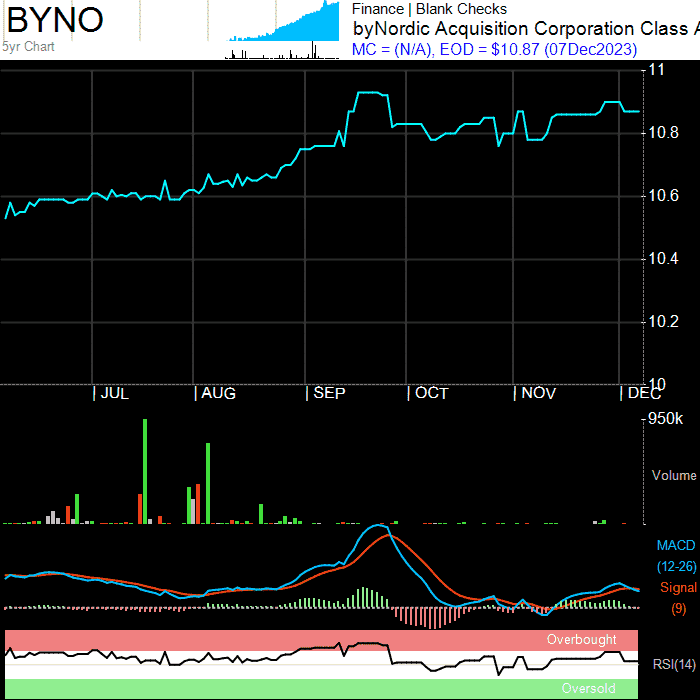 BYNO
5yr Chart
Finance | Blank Checks
byNordic Acquisition Corporation Class A
MC = (N/A), EOD = $10.87 (07Dec2023)
11
10.8
10.6
10.4
10.2
10
JUL AUG SEP OCT NOV DEC
950k
Volume
MACD
(12-26)
Signal
(9)
Overbought
RSI(14)
Oversold